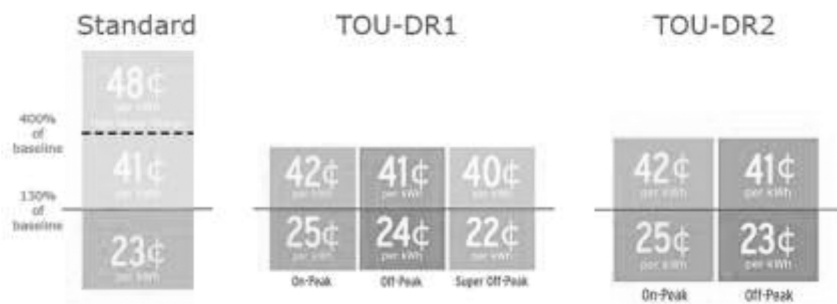 Standard
TOU-DR1
TOU-DR2
48¢
per kWh
400%
of
baseline
41¢
per kWh
130%
of
baseline
23¢
per kWh
42¢
per kWh
41¢
per kWh
40¢
per kWh
25¢
per kWh
24¢
per kWh
22¢
per kWh
On-Peak
Off-Peak
Super Off-Peak
42¢
per kWh
41¢
per kWh
25¢
per kWh
23¢
per kWh
On-Peak
Off-Peak